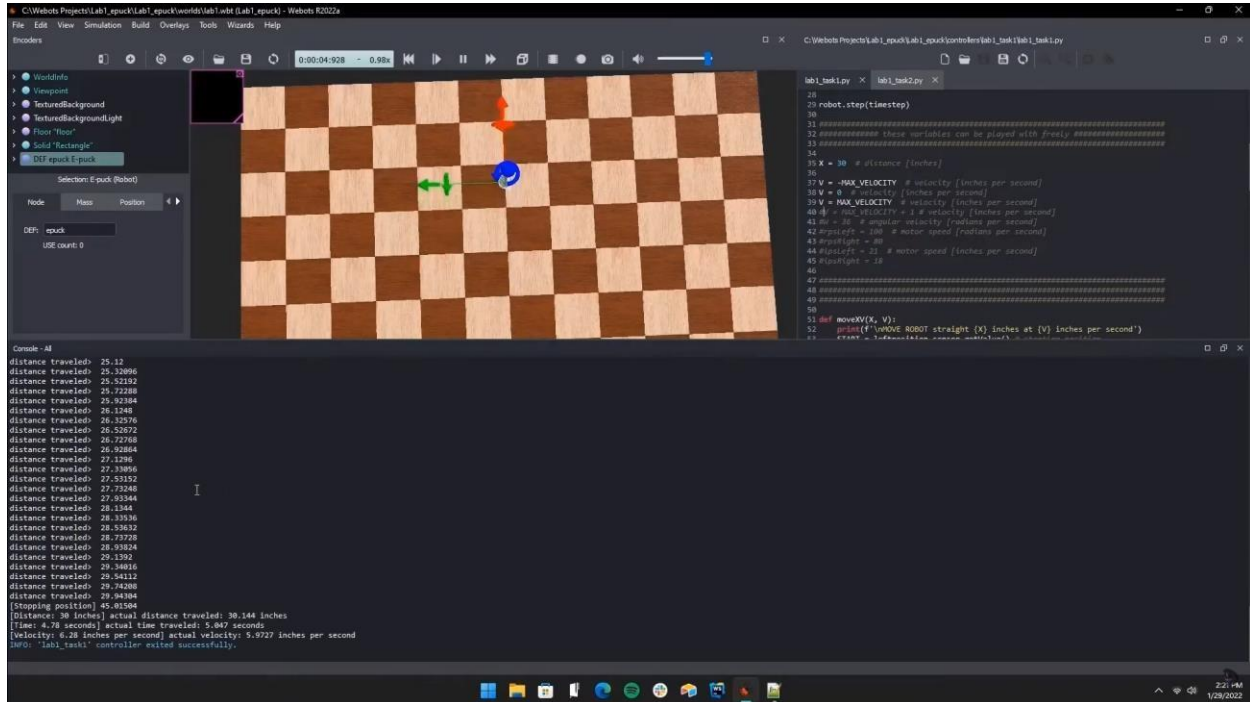 C:\Webots Projects\Lab1_epuck\Lab1_epuck\worlds\lab1.wbt (Lab1_epuck) - Webots R2022a
File Edit View Simulation Build Overlays Tools Wizards Help
Encoders
0:00:04:928 - 0.98x
WorldInfo
Viewpoint
TexturedBackground
TexturedBackgroundLight
Floor "floor"
Solid "Rectangle"
DEF epuck E-puck
Selection: E-puck (Robot)
Node Mass Position
DEF: epuck
USE count: 0
C:\Webots Projects\Lab1_epuck\Lab1_epuck\controllers\lab1_task1\lab1_task1.py
lab1_task1.py × lab1_task2.py ×
28
29 robot.step(timestep)
30
31 ####
32 #### these variables can be played with freely ####
33 ####
34
35 X = 30 # distance [inches]
36
37 V = -MAX_VELOCITY # velocity [inches per second]
38 V = 0 # velocity [inches per second]
39 V = MAX_VELOCITY # velocity [inches per second]
40 #V = MAX_VELOCITY + 1 # velocity [inches per second]
41 #W = 36 # angular velocity [radians per second]
42 #rpsLeft = 100 # motor speed [radians per second]
43 #rpsRight = 80
44 #ipsLeft = 21 # motor speed [inches per second]
45 #ipsRight = 18
46
47 ####
48 ####
49 ####
50
51 def moveXV(X, V):
52 print(f'\nMOVE ROBOT straight {X} inches at {V} inches per second')
Console - All
distance traveled> 25.12
distance traveled> 25.32096
distance traveled> 25.52192
distance traveled> 25.72288
distance traveled> 25.92384
distance traveled> 26.1248
distance traveled> 26.32576
distance traveled> 26.52672
distance traveled> 26.72768
distance traveled> 26.92864
distance traveled> 27.1296
distance traveled> 27.33056
distance traveled> 27.53152
distance traveled> 27.73248
distance traveled> 27.93344
distance traveled> 28.1344
distance traveled> 28.33536
distance traveled> 28.53632
distance traveled> 28.73728
distance traveled> 28.93824
distance traveled> 29.1392
distance traveled> 29.34016
distance traveled> 29.54112
distance traveled> 29.74208
distance traveled> 29.94304
[Stopping position] 45.01504
[Distance: 30 inches] actual distance traveled: 30.144 inches
[Time: 4.78 seconds] actual time traveled: 5.047 seconds
[Velocity: 6.28 inches per second] actual velocity: 5.9727 inches per second
INFO: 'lab1_task1' controller exited successfully.
2:21 PM
1/29/2022